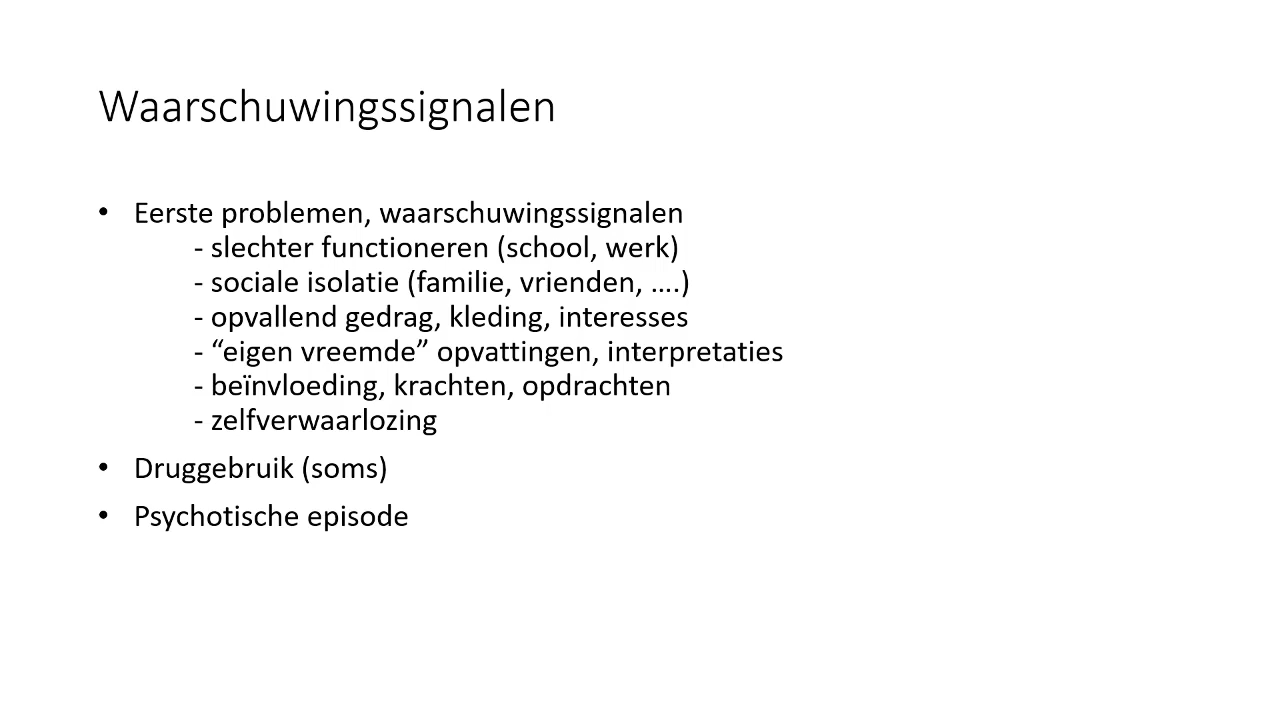 Waarschuwingssignalen
• Eerste problemen, waarschuwingssignalen
- slechter functioneren (school, werk)
- sociale isolatie (familie, vrienden, ….)
- opvallend gedrag, kleding, interesses
- “eigen vreemde” opvattingen, interpretaties
- beïnvloeding, krachten, opdrachten
- zelfverwaarlozing
• Druggebruik (soms)
• Psychotische episode